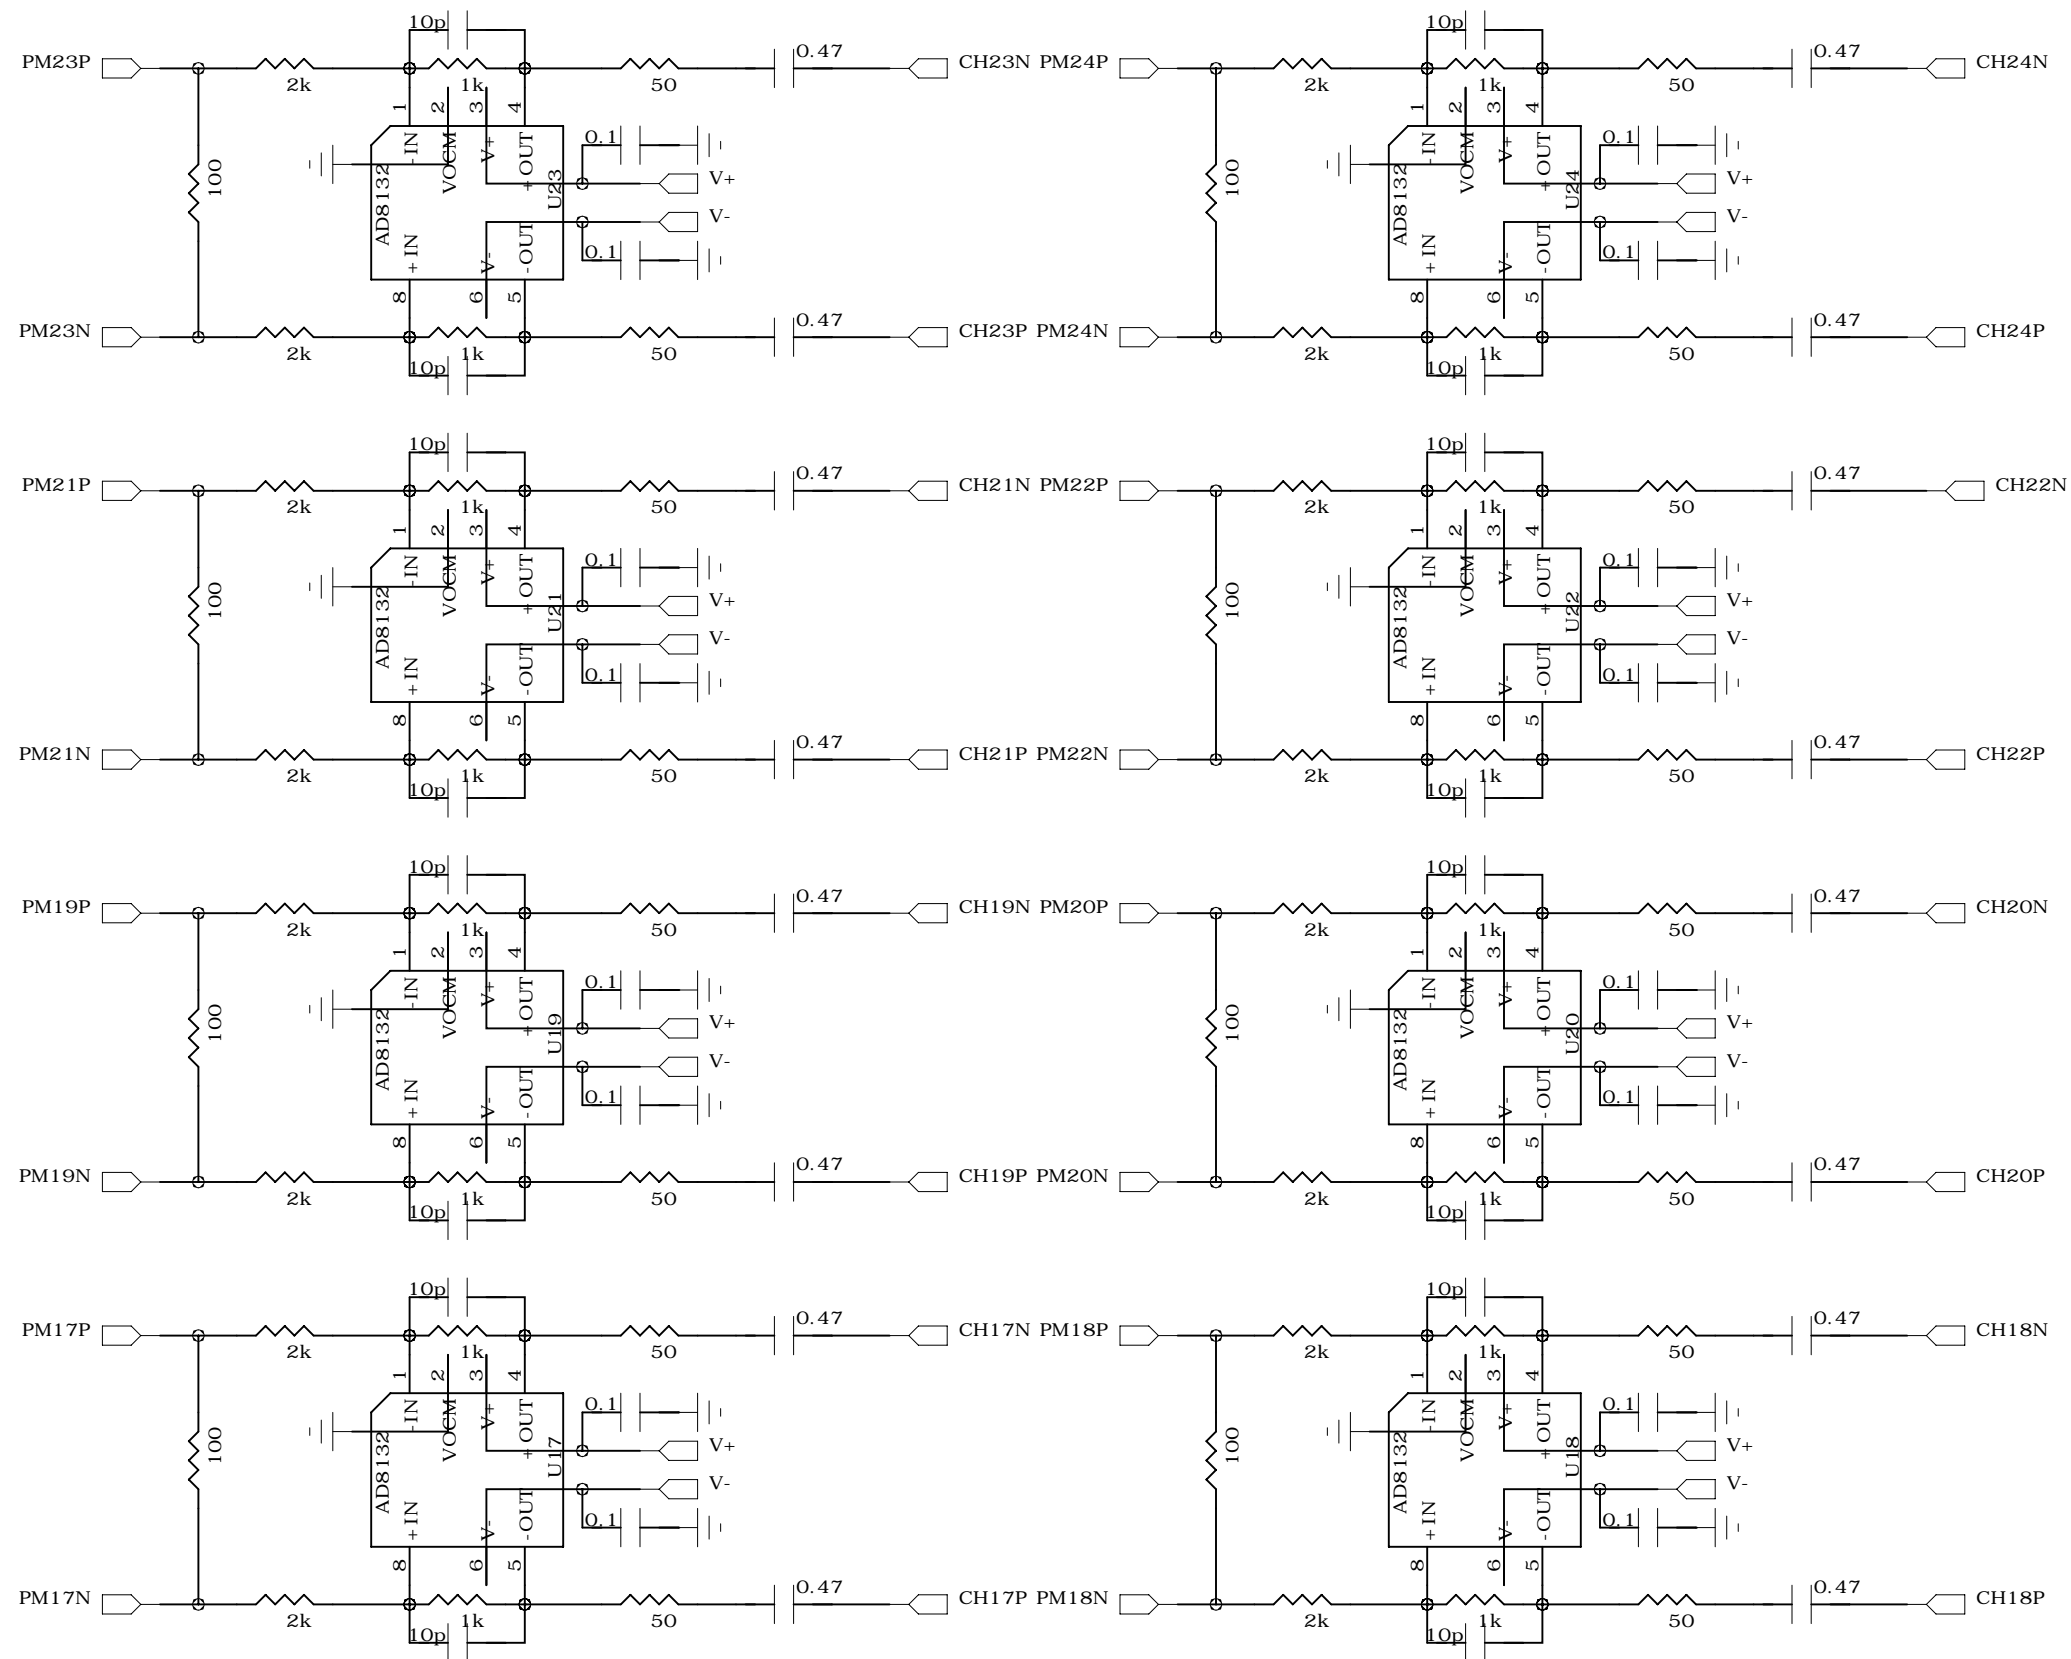 10p 10p
PM23P 0.47 CH23N PM24P 0.47 CH24N
2k 1k 50 2k 1k 50
1 2 3 4 1 2 3 4
-IN VOCM V+ +OUT 0.1 -IN VOCM V+ +OUT 0.1
100 AD8132 U23 V+ 100 AD8132 U24 V+
V- V-
+IN V- -OUT 0.1 +IN V- -OUT 0.1
8 6 5 8 6 5
PM23N 0.47 CH23P PM24N 0.47 CH24P
2k 1k 50 2k 1k 50
10p 10p
10p 10p
PM21P 0.47 CH21N PM22P 0.47 CH22N
2k 1k 50 2k 1k 50
1 2 3 4 1 2 3 4
-IN VOCM V+ +OUT 0.1 -IN VOCM V+ +OUT 0.1
100 AD8132 U21 V+ 100 AD8132 U22 V+
V- V-
+IN V- -OUT 0.1 +IN V- -OUT 0.1
8 6 5 8 6 5
PM21N 0.47 CH21P PM22N 0.47 CH22P
2k 1k 50 2k 1k 50
10p 10p
10p 10p
PM19P 0.47 CH19N PM20P 0.47 CH20N
2k 1k 50 2k 1k 50
1 2 3 4 1 2 3 4
-IN VOCM V+ +OUT 0.1 -IN VOCM V+ +OUT 0.1
100 AD8132 U19 V+ 100 AD8132 U20 V+
V- V-
+IN V- -OUT 0.1 +IN V- -OUT 0.1
8 6 5 8 6 5
PM19N 0.47 CH19P PM20N 0.47 CH20P
2k 1k 50 2k 1k 50
10p 10p
10p 10p
PM17P 0.47 CH17N PM18P 0.47 CH18N
2k 1k 50 2k 1k 50
1 2 3 4 1 2 3 4
-IN VOCM V+ +OUT 0.1 -IN VOCM V+ +OUT 0.1
100 AD8132 U17 V+ 100 AD8132 U18 V+
V- V-
+IN V- -OUT 0.1 +IN V- -OUT 0.1
8 6 5 8 6 5
PM17N 0.47 CH17P PM18N 0.47 CH18P
2k 1k 50 2k 1k 50
10p 10p